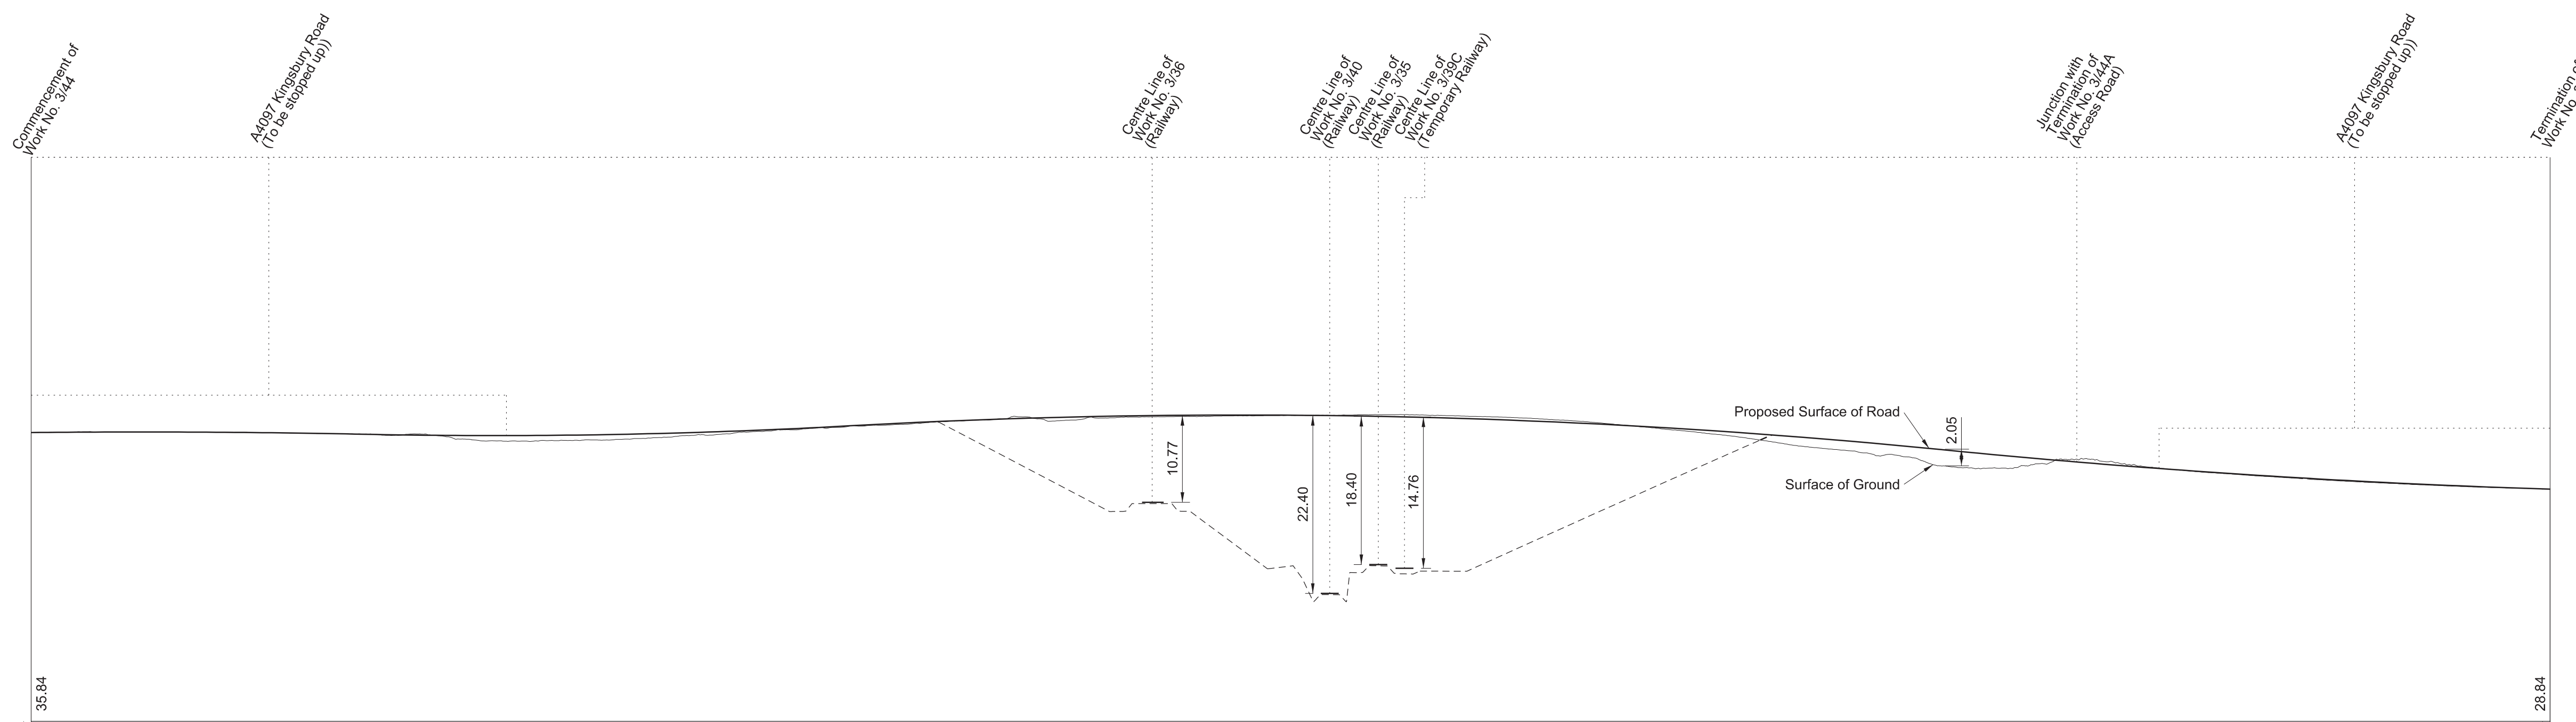 Commencement of
Work No. 3/44
A4097 Kingsbury Road
(To be stopped up))
Centre Line of
Work No. 3/36
(Railway)
Centre Line of
Work No. 3/40
(Railway)
Centre Line of
Work No. 3/35
(Railway)
Centre Line of
Work No. 3/39C
(Temporary Railway)
Junction with
Termination of
Work No. 3/44A
(Access Road)
A4097 Kingsbury Road
(To be stopped up))
Termination of
Work No.
Proposed Surface of Road
2.05
Surface of Ground
10.77
22.40
18.40
14.76
35.84
28.84